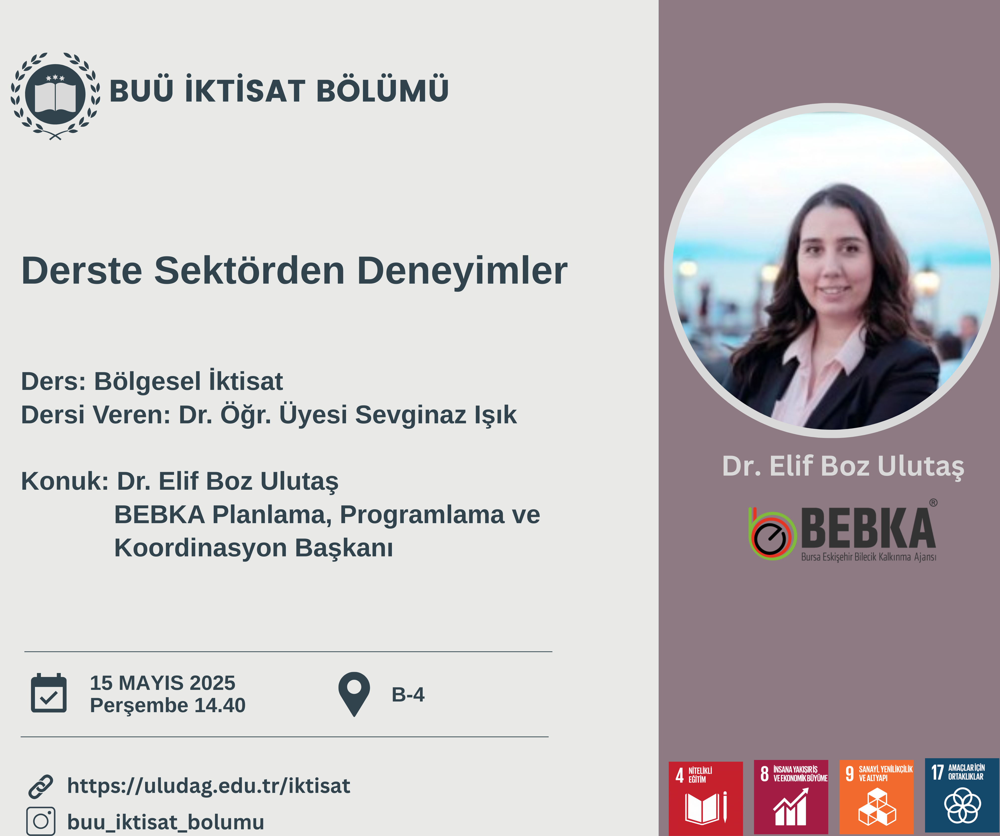 BUÜ İKTİSAT BÖLÜMÜ
Derste Sektörden Deneyimler
Ders: Bölgesel İktisat
Dersi Veren: Dr. Öğr. Üyesi Sevginaz Işık
Konuk: Dr. Elif Boz Ulutaş
BEBKA Planlama, Programlama ve
Koordinasyon Başkanı
15 MAYIS 2025
Perşembe 14.40
B-4
https://uludag.edu.tr/iktisat
buu_iktisat_bolumu
Dr. Elif Boz Ulutaş
BEBKA®
Bursa Eskişehir Bilecik Kalkınma Ajansı
4 NİTELİKLİ
EĞİTİM
8 İNSANA YAKIŞIR İŞ
VE EKONOMİK BÜYÜME
9 SANAYİ, YENİLİKÇİLİK
VE ALTYAPI
17 AMAÇLAR İÇİN
ORTAKLIKLAR